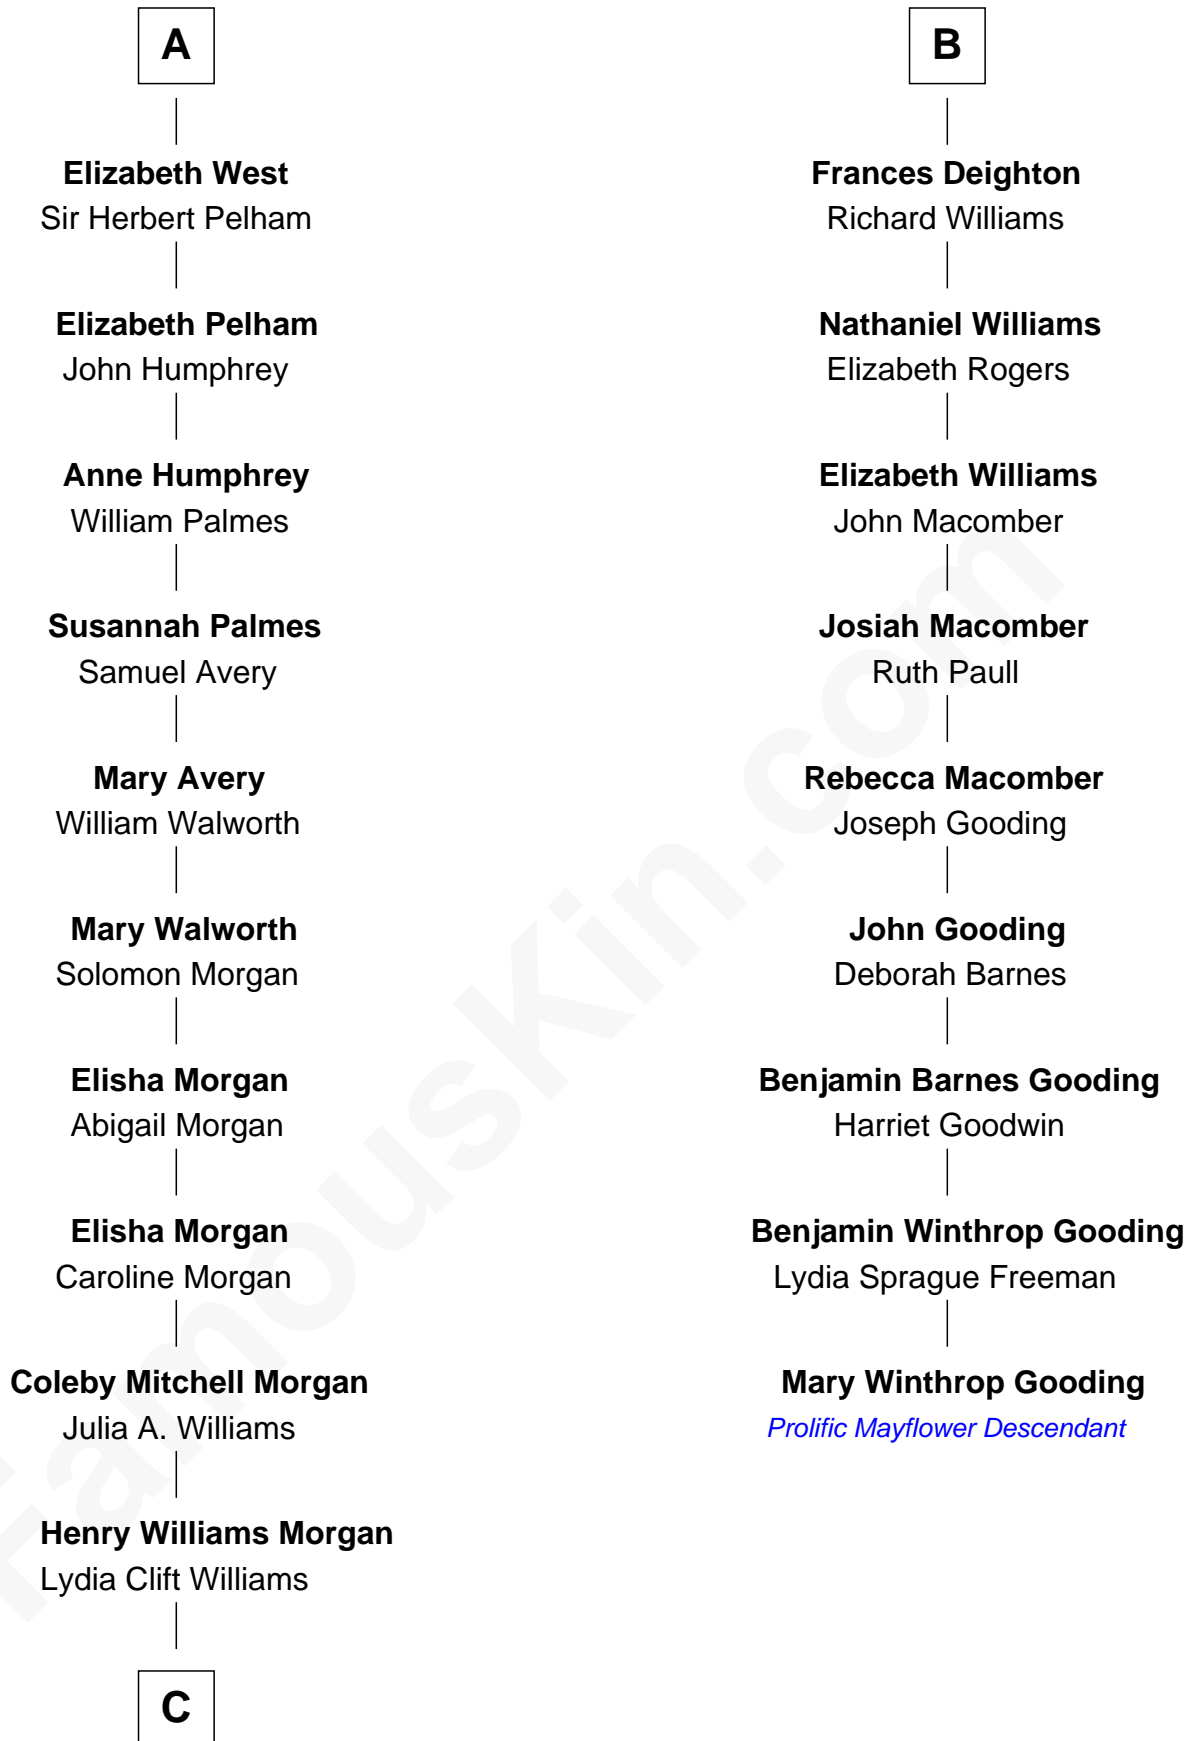 A
Elizabeth West
Sir Herbert Pelham
Elizabeth Pelham
John Humphrey
Anne Humphrey
William Palmes
Susannah Palmes
Samuel Avery
Mary Avery
William Walworth
Mary Walworth
Solomon Morgan
Elisha Morgan
Abigail Morgan
Elisha Morgan
Caroline Morgan
Coleby Mitchell Morgan
Julia A. Williams
Henry Williams Morgan
Lydia Clift Williams
C
B
Frances Deighton
Richard Williams
Nathaniel Williams
Elizabeth Rogers
Elizabeth Williams
John Macomber
Josiah Macomber
Ruth Paull
Rebecca Macomber
Joseph Gooding
John Gooding
Deborah Barnes
Benjamin Barnes Gooding
Harriet Goodwin
Benjamin Winthrop Gooding
Lydia Sprague Freeman
Mary Winthrop Gooding
Prolific Mayflower Descendant
FamousKin.com